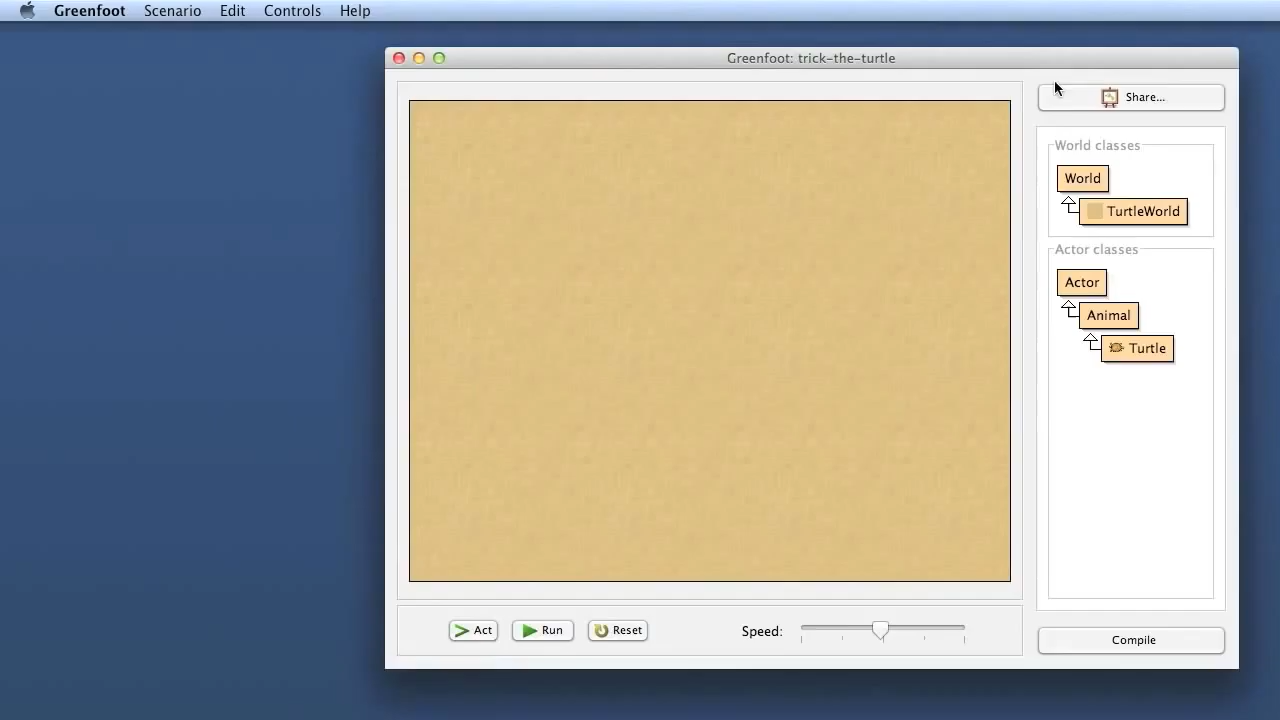 Greenfoot Scenario Edit Controls Help
Greenfoot: trick-the-turtle
Share...
World classes
World
TurtleWorld
Actor classes
Actor
Animal
Turtle
Act Run Reset Speed:
Compile